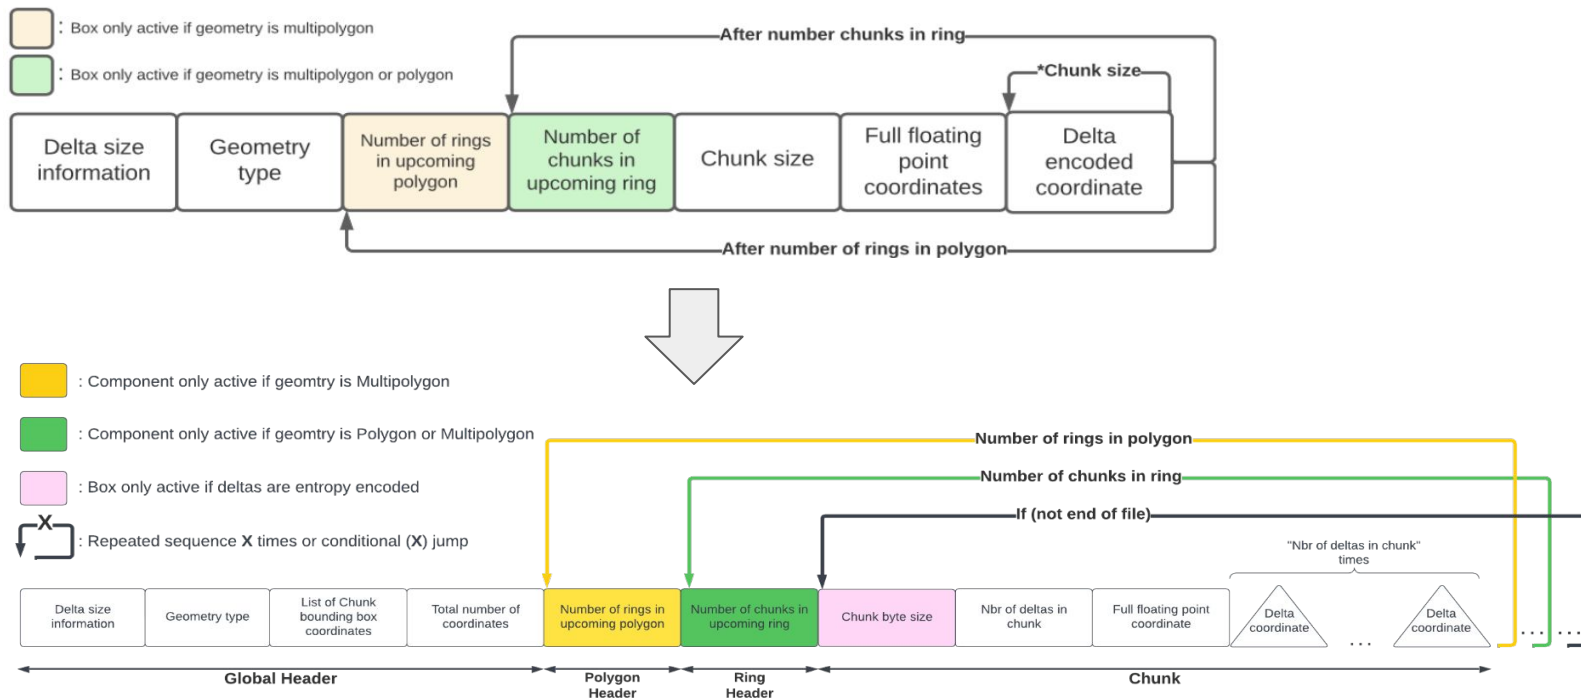 : Box only active if geometry is multipolygon
: Box only active if geometry is multipolygon or polygon
After number chunks in ring
*Chunk size
Delta size
information
Geometry
type
Number of rings
in upcoming
polygon
Number of
chunks in
upcoming ring
Chunk size
Full floating
point
coordinates
Delta
encoded
coordinate
After number of rings in polygon
: Component only active if geomtry is Multipolygon
: Component only active if geomtry is Polygon or Multipolygon
: Box only active if deltas are entropy encoded
X
: Repeated sequence X times or conditional (X) jump
Number of rings in polygon
Number of chunks in ring
If (not end of file)
"Nbr of deltas in chunk"
times
Delta size
information
Geometry type
List of Chunk
bounding box
coordinates
Total number of
coordinates
Number of rings in
upcoming polygon
Number of chunks in
upcoming ring
Chunk byte size
Nbr of deltas in
chunk
Full floating point
coordinate
Delta
coordinate
...
Delta
coordinate
... ...
Global Header
Polygon
Header
Ring
Header
Chunk